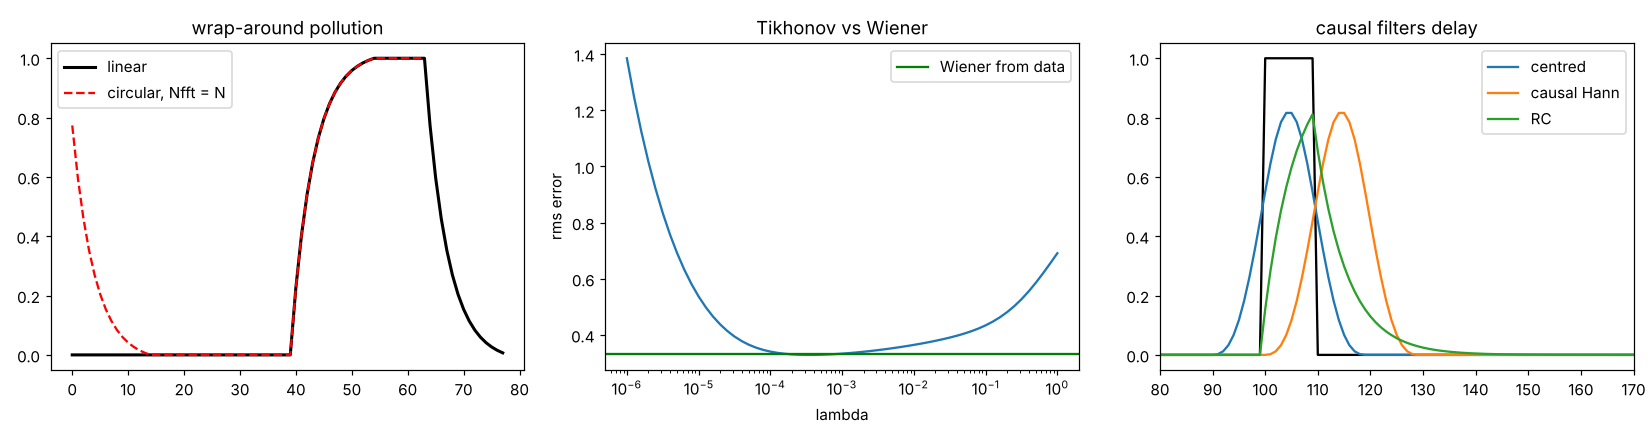 wrap-around pollution
linear
circular, Nfft = N
1.0
0.8
0.6
0.4
0.2
0.0
0 10 20 30 40 50 60 70 80
Tikhonov vs Wiener
Wiener from data
rms error
1.4
1.2
1.0
0.8
0.6
0.4
10⁻⁶ 10⁻⁵ 10⁻⁴ 10⁻³ 10⁻² 10⁻¹ 10⁰
lambda
causal filters delay
centred
causal Hann
RC
1.0
0.8
0.6
0.4
0.2
0.0
80 90 100 110 120 130 140 150 160 170